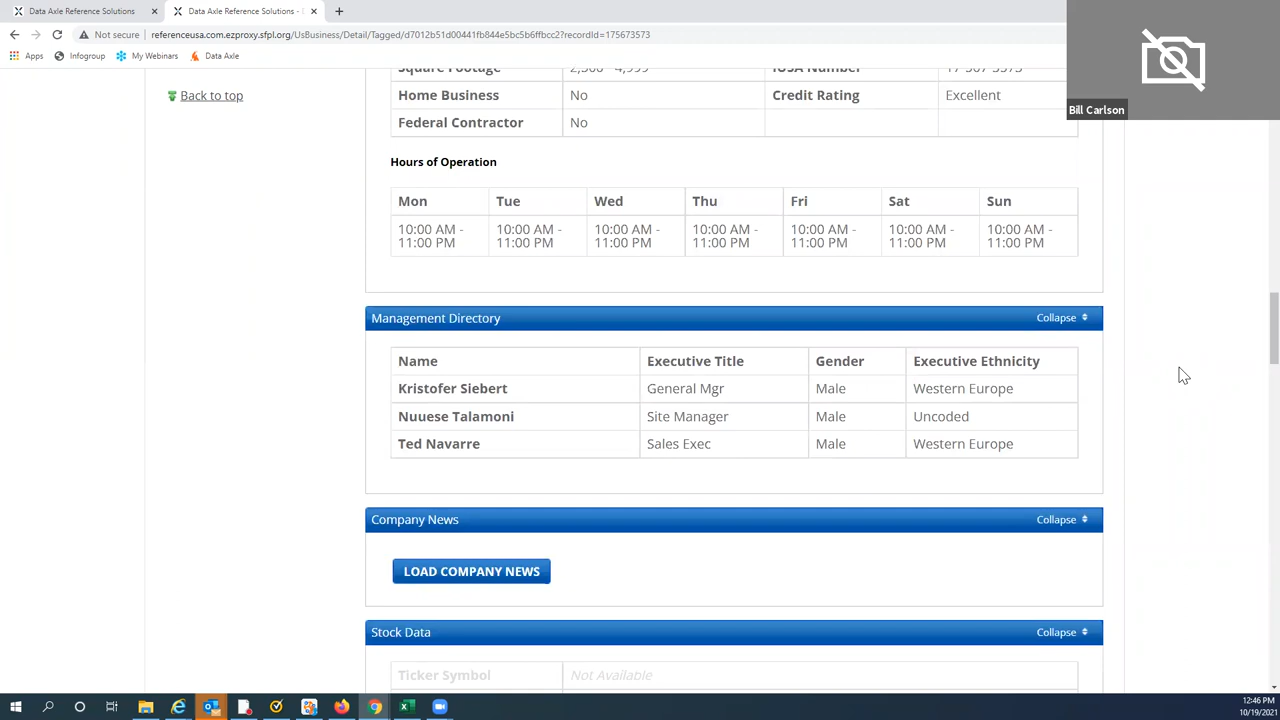 Data Axle Reference Solutions
Data Axle Reference Solutions -
Not secure
referenceusa.com.ezproxy.sfpl.org/UsBusiness/Detail/Tagged/d7012b51d00441fb844e5bc5b6ffbcc2?recordId=175673573
Apps
Infogroup
My Webinars
Data Axle
Bill Carlson
Back to top
Square Footage
Home Business No
Credit Rating Excellent
Federal Contractor No
Hours of Operation
Mon Tue Wed Thu Fri Sat Sun
10:00 AM - 10:00 AM - 10:00 AM - 10:00 AM - 10:00 AM - 10:00 AM - 10:00 AM -
11:00 PM 11:00 PM 11:00 PM 11:00 PM 11:00 PM 11:00 PM 11:00 PM
Management Directory Collapse
Name Executive Title Gender Executive Ethnicity
Kristofer Siebert General Mgr Male Western Europe
Nuuese Talamoni Site Manager Male Uncoded
Ted Navarre Sales Exec Male Western Europe
Company News Collapse
LOAD COMPANY NEWS
Stock Data Collapse
Ticker Symbol Not Available
12:46 PM
10/19/2021